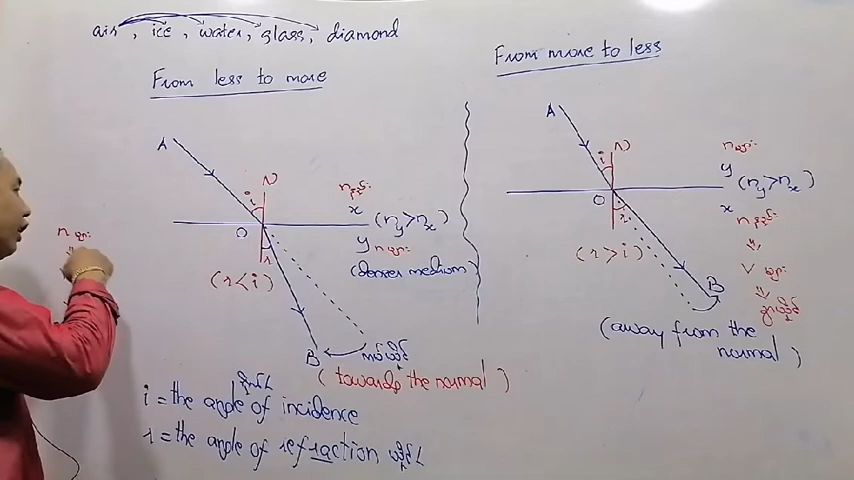 air, ice, water, glass, diamond
From less to more
A
i
N
x
(ny>nx)
O
y
(denser medium)
r
(r<i)
B
(towards the normal)
i = the angle of incidence
r = the angle of refraction
n
From more to less
A
i
N
n
y
(ny>nx)
O
x
r
(r>i)
n
v
B
(away from the
normal)